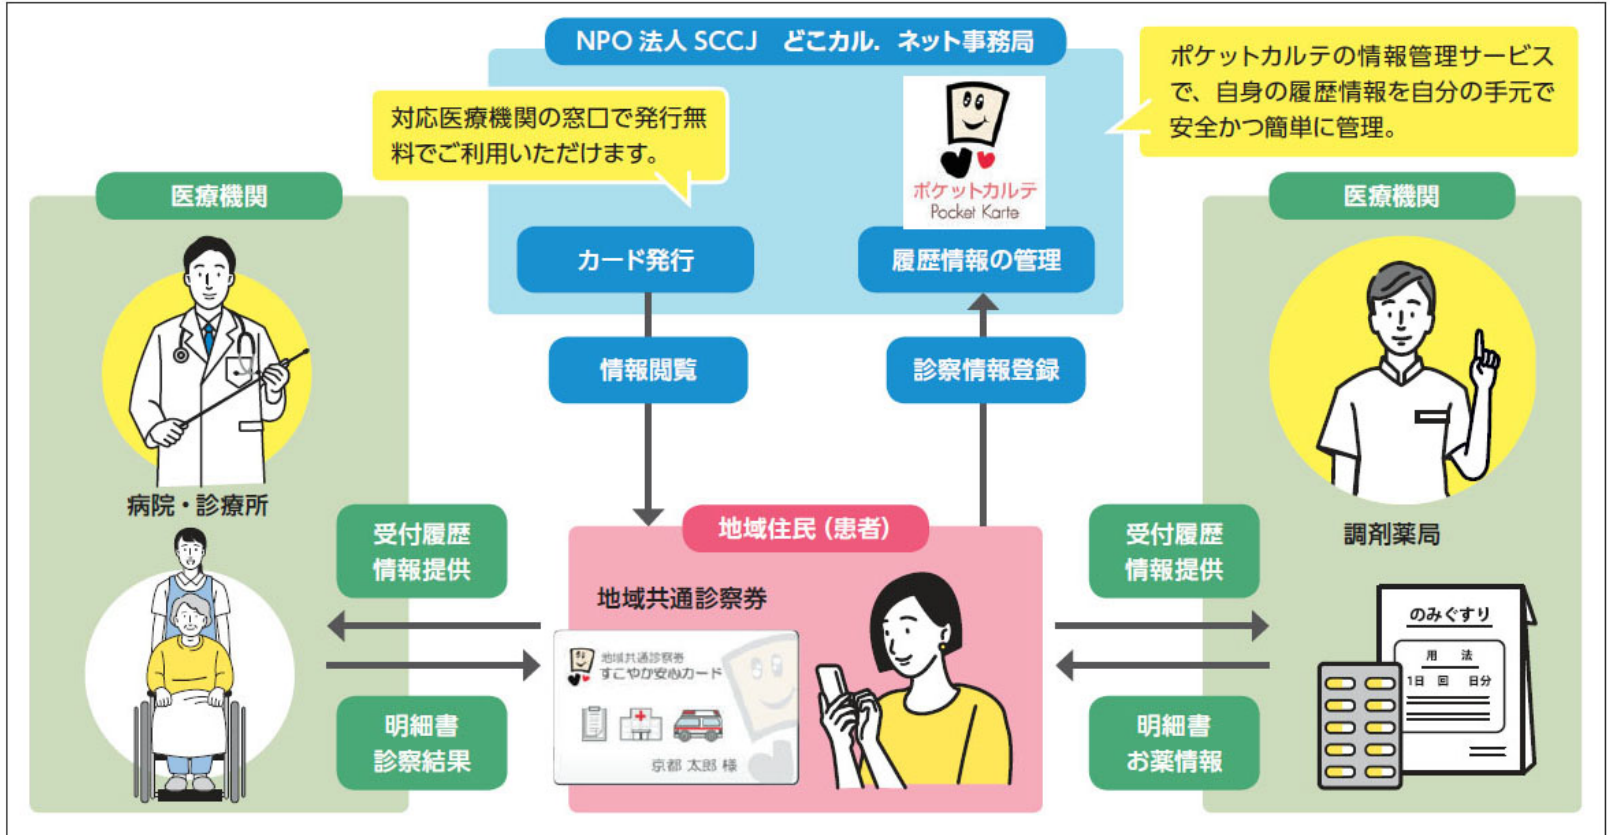 NPO 法人 SCCJ　どこカル．ネット事務局
対応医療機関の窓口で発行無
料でご利用いただけます。
ポケットカルテ
Pocket Karte
ポケットカルテの情報管理サービス
で、自身の履歴情報を自分の手元で
安全かつ簡単に管理。
カード発行
履歴情報の管理
情報閲覧
診察情報登録
医療機関
病院・診療所
受付履歴
情報提供
明細書
診察結果
地域住民（患者）
地域共通診察券
地域共通診察券
すこやか安心カード
京都 太郎 様
受付履歴
情報提供
明細書
お薬情報
医療機関
調剤薬局
のみぐすり
用　法
1日　回　日分